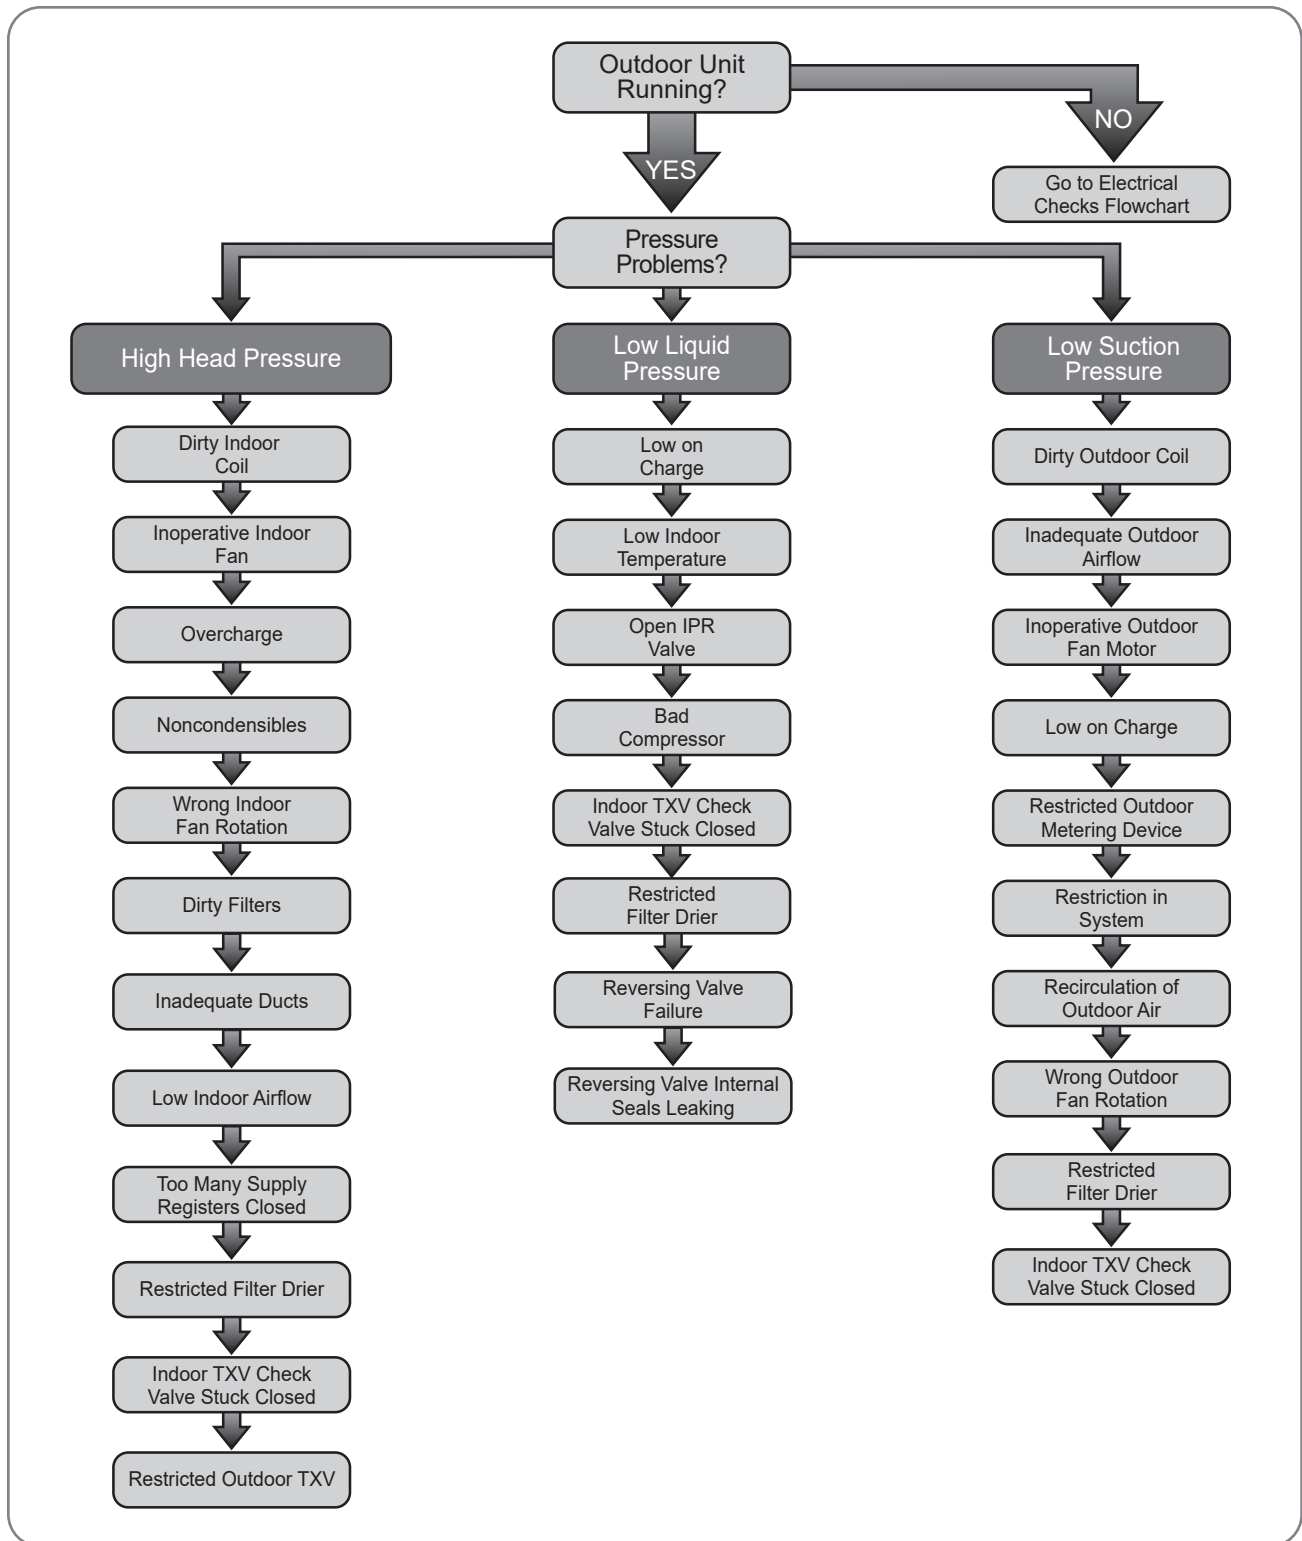 Outdoor Unit
Running?
NO
YES
Go to Electrical
Checks Flowchart
Pressure
Problems?
High Head Pressure
Dirty Indoor
Coil
Inoperative Indoor
Fan
Overcharge
Noncondensibles
Wrong Indoor
Fan Rotation
Dirty Filters
Inadequate Ducts
Low Indoor Airflow
Too Many Supply
Registers Closed
Restricted Filter Drier
Indoor TXV Check
Valve Stuck Closed
Restricted Outdoor TXV
Low Liquid
Pressure
Low on
Charge
Low Indoor
Temperature
Open IPR
Valve
Bad
Compressor
Indoor TXV Check
Valve Stuck Closed
Restricted
Filter Drier
Reversing Valve
Failure
Reversing Valve Internal
Seals Leaking
Low Suction
Pressure
Dirty Outdoor Coil
Inadequate Outdoor
Airflow
Inoperative Outdoor
Fan Motor
Low on Charge
Restricted Outdoor
Metering Device
Restriction in
System
Recirculation of
Outdoor Air
Wrong Outdoor
Fan Rotation
Restricted
Filter Drier
Indoor TXV Check
Valve Stuck Closed